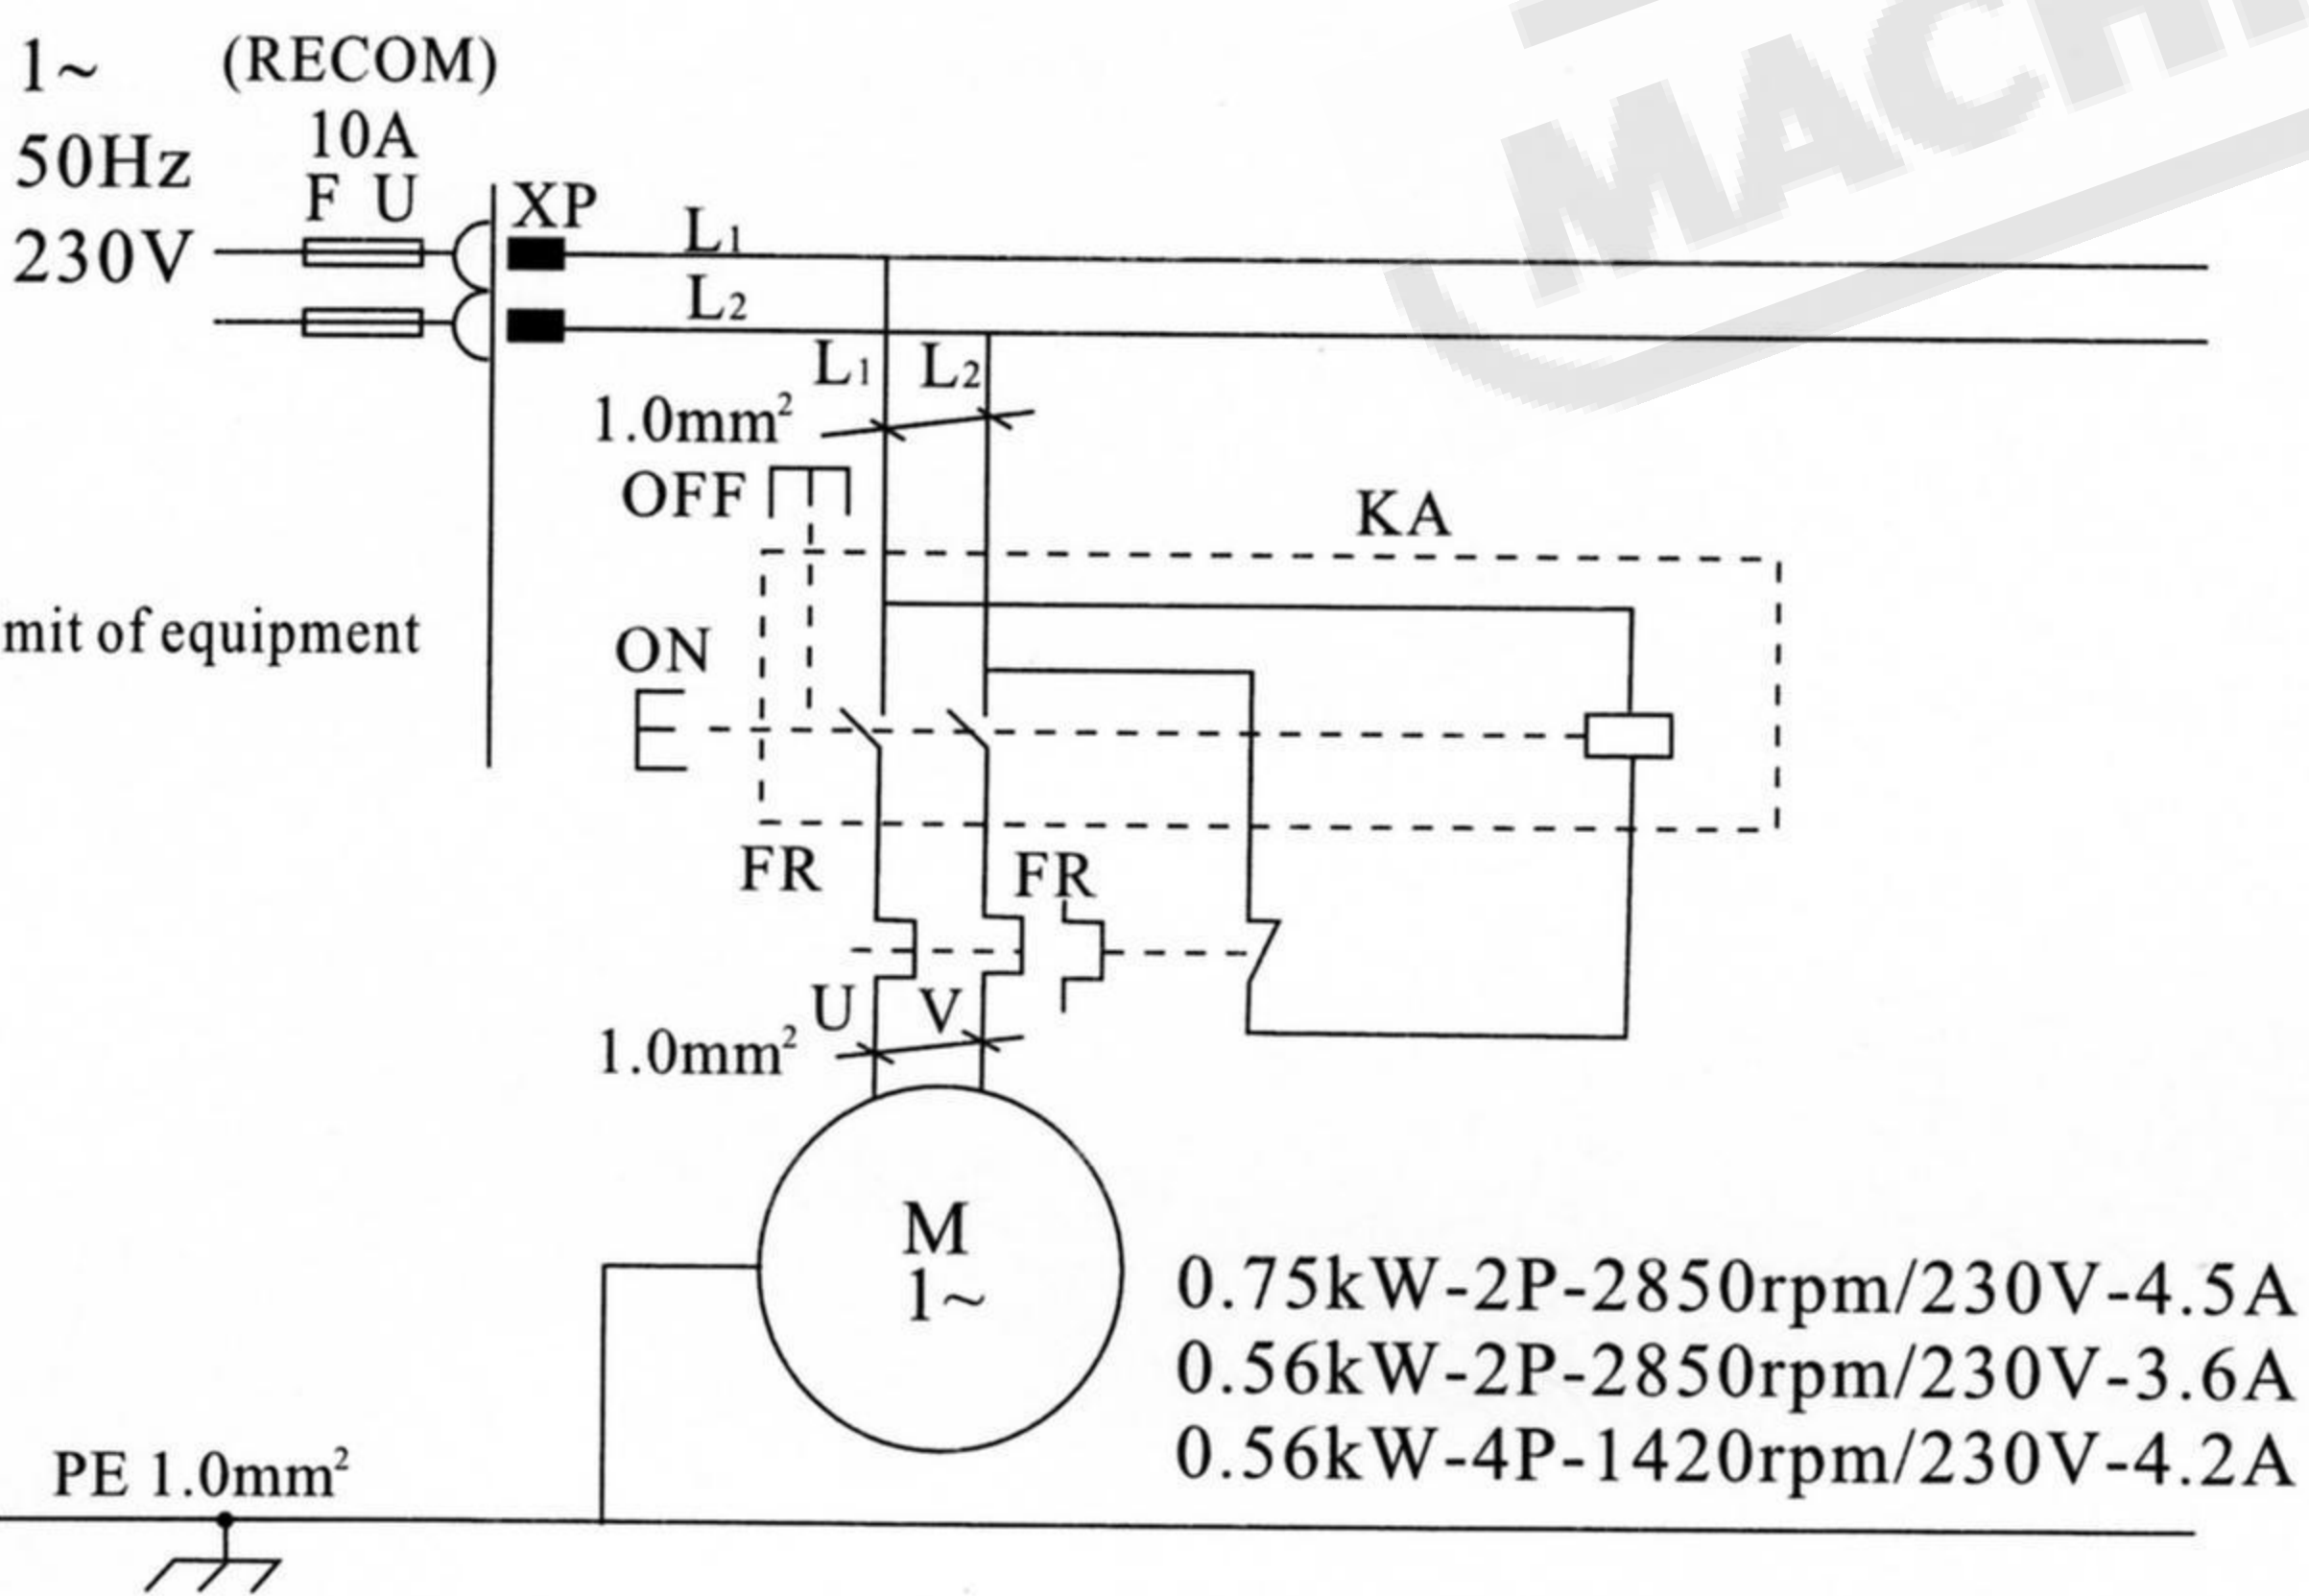 1~ (RECOM)
50Hz 10A
F U
230V
XP
L1
L2
L1 L2
1.0mm²
OFF
KA
mit of equipment
ON
FR FR
U V
1.0mm²
M
1~
0.75kW-2P-2850rpm/230V-4.5A
0.56kW-2P-2850rpm/230V-3.6A
0.56kW-4P-1420rpm/230V-4.2A
PE 1.0mm²